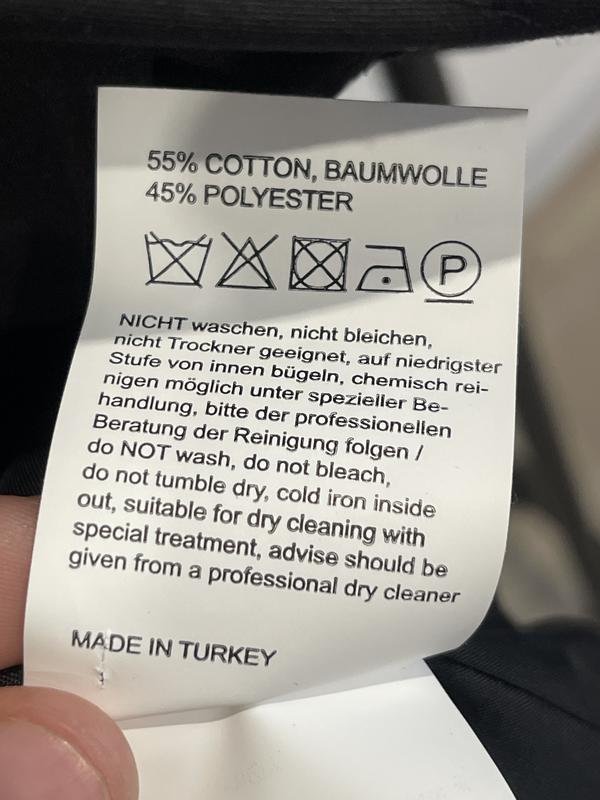 55% COTTON, BAUMWOLLE
45% POLYESTER
P
NICHT waschen, nicht bleichen,
nicht Trockner geeignet, auf niedrigster
Stufe von innen bügeln, chemisch rei-
nigen möglich unter spezieller Be-
handlung, bitte der professionellen
Beratung der Reinigung folgen /
do NOT wash, do not bleach,
do not tumble dry, cold iron inside
out, suitable for dry cleaning with
special treatment, advise should be
given from a professional dry cleaner
MADE IN TURKEY